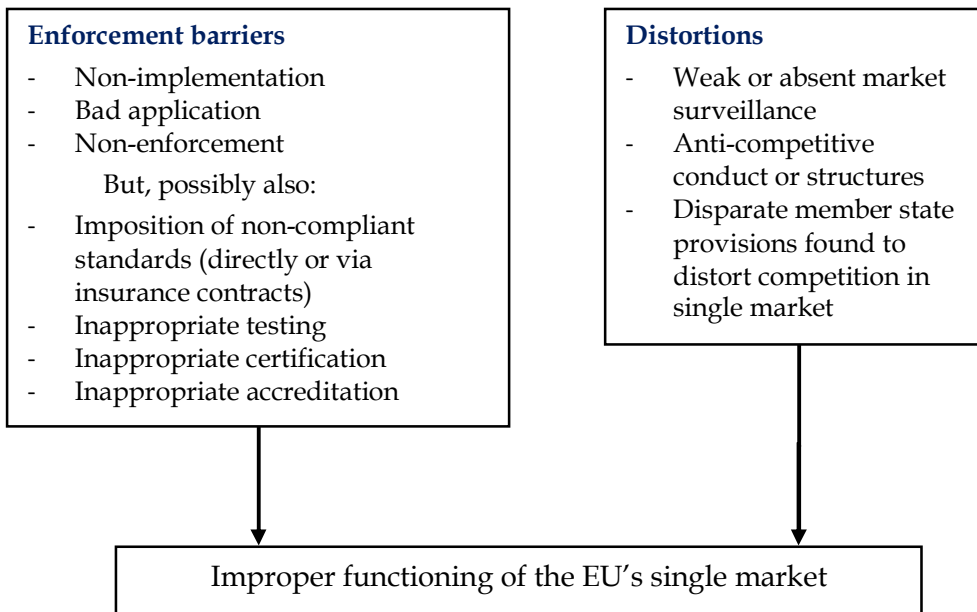 Enforcement barriers
- Non-implementation
- Bad application
- Non-enforcement
But, possibly also:
- Imposition of non-compliant
standards (directly or via
insurance contracts)
- Inappropriate testing
- Inappropriate certification
- Inappropriate accreditation
Distortions
- Weak or absent market
surveillance
- Anti-competitive
conduct or structures
- Disparate member state
provisions found to
distort competition in
single market
Improper functioning of the EU’s single market